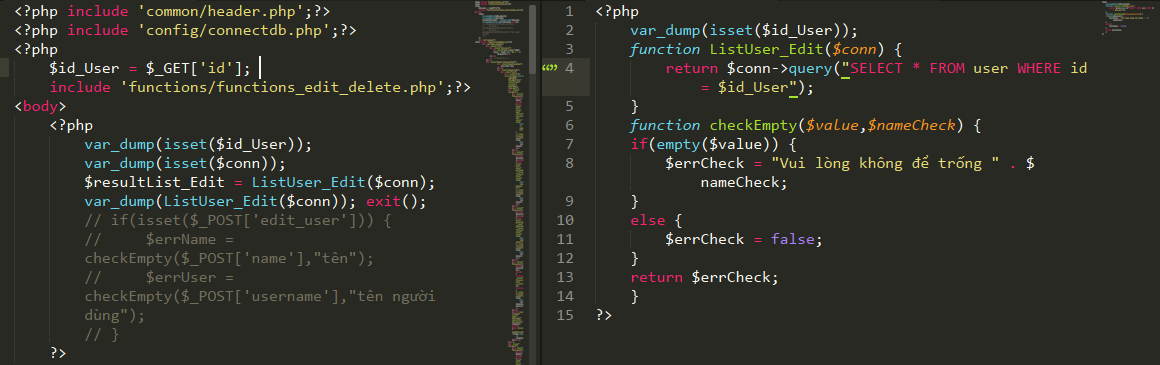 <?php include 'common/header.php';?>
<?php include 'config/connectdb.php';?>
<?php
$id_User = $_GET['id'];
include 'functions/functions_edit_delete.php';?>
<body>
<?php
var_dump(isset($id_User));
var_dump(isset($conn));
$resultList_Edit = ListUser_Edit($conn);
var_dump(ListUser_Edit($conn)); exit();
// if(isset($_POST['edit_user'])) {
//     $errName =
checkEmpty($_POST['name'],"tên");
//     $errUser =
checkEmpty($_POST['username'],"tên người
dùng");
// }
?>
1 <?php
2 var_dump(isset($id_User));
3 function ListUser_Edit($conn) {
4 return $conn->query("SELECT * FROM user WHERE id
= $id_User");
5 }
6 function checkEmpty($value,$nameCheck) {
7 if(empty($value)) {
8 $errCheck = "Vui lòng không để trống " . $
nameCheck;
9 }
10 else {
11 $errCheck = false;
12 }
13 return $errCheck;
14 }
15 ?>